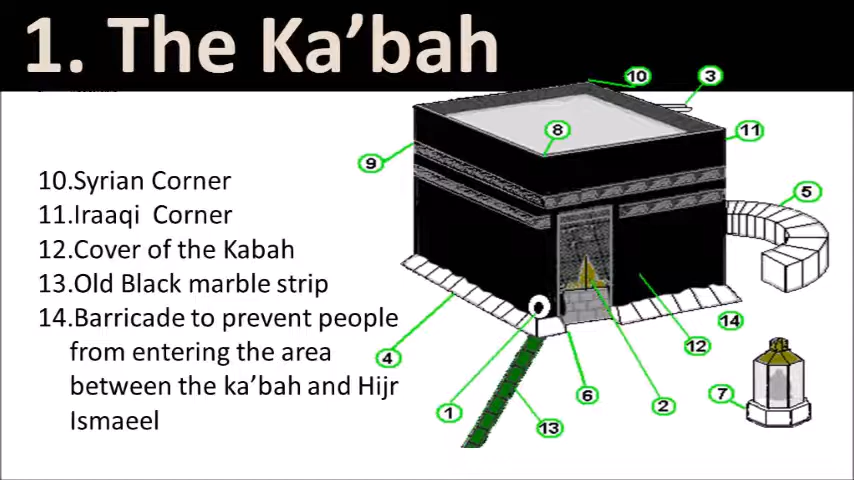 1. The Ka’bah
10.Syrian Corner
11.Iraaqi Corner
12.Cover of the Kabah
13.Old Black marble strip
14.Barricade to prevent people
from entering the area
between the ka’bah and Hijr
Ismaeel
10
3
8
11
9
5
14
12
4
6
7
2
1
13